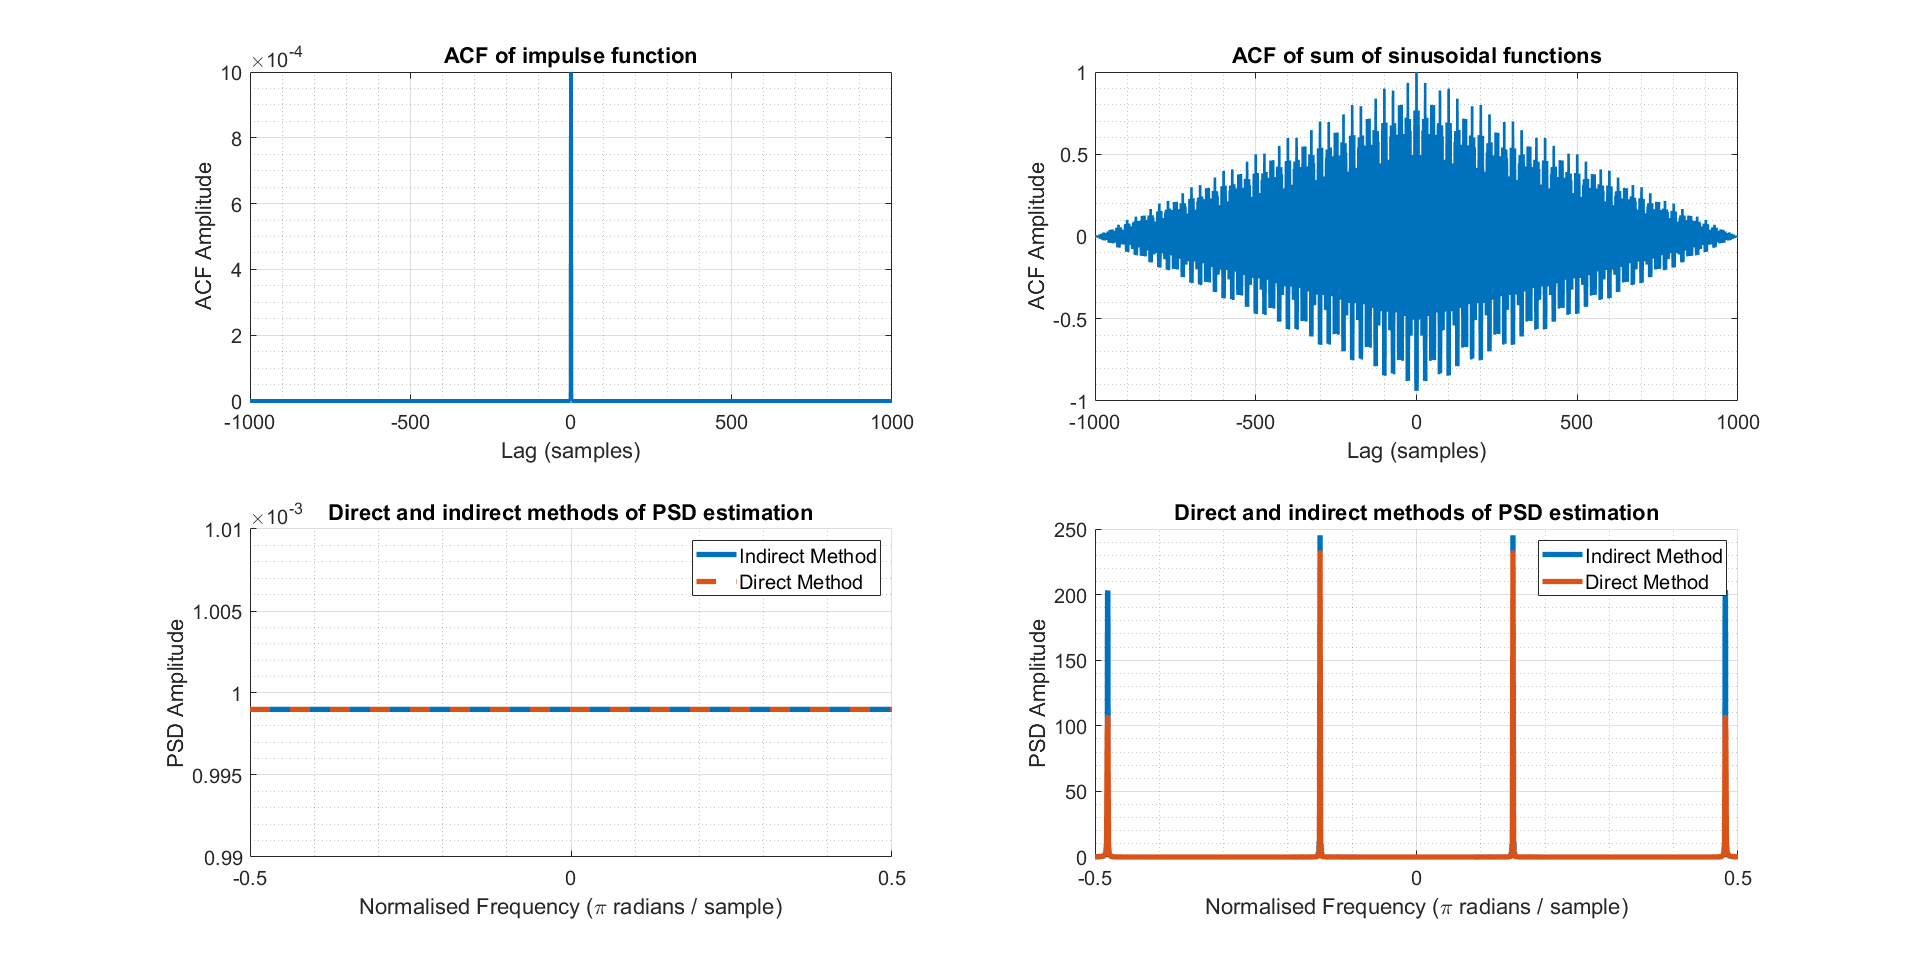 ACF of impulse function
×10⁻⁴
10
8
6
4
2
0
-1000
-500
0
500
1000
ACF Amplitude
Lag (samples)
ACF of sum of sinusoidal functions
1
0.5
0
-0.5
-1
-1000
-500
0
500
1000
ACF Amplitude
Lag (samples)
Direct and indirect methods of PSD estimation
×10⁻³
1.01
1.005
1
0.995
0.99
-0.5
0
0.5
PSD Amplitude
Normalised Frequency (π radians / sample)
Indirect Method
Direct Method
Direct and indirect methods of PSD estimation
250
200
150
100
50
0
-0.5
0
0.5
PSD Amplitude
Normalised Frequency (π radians / sample)
Indirect Method
Direct Method